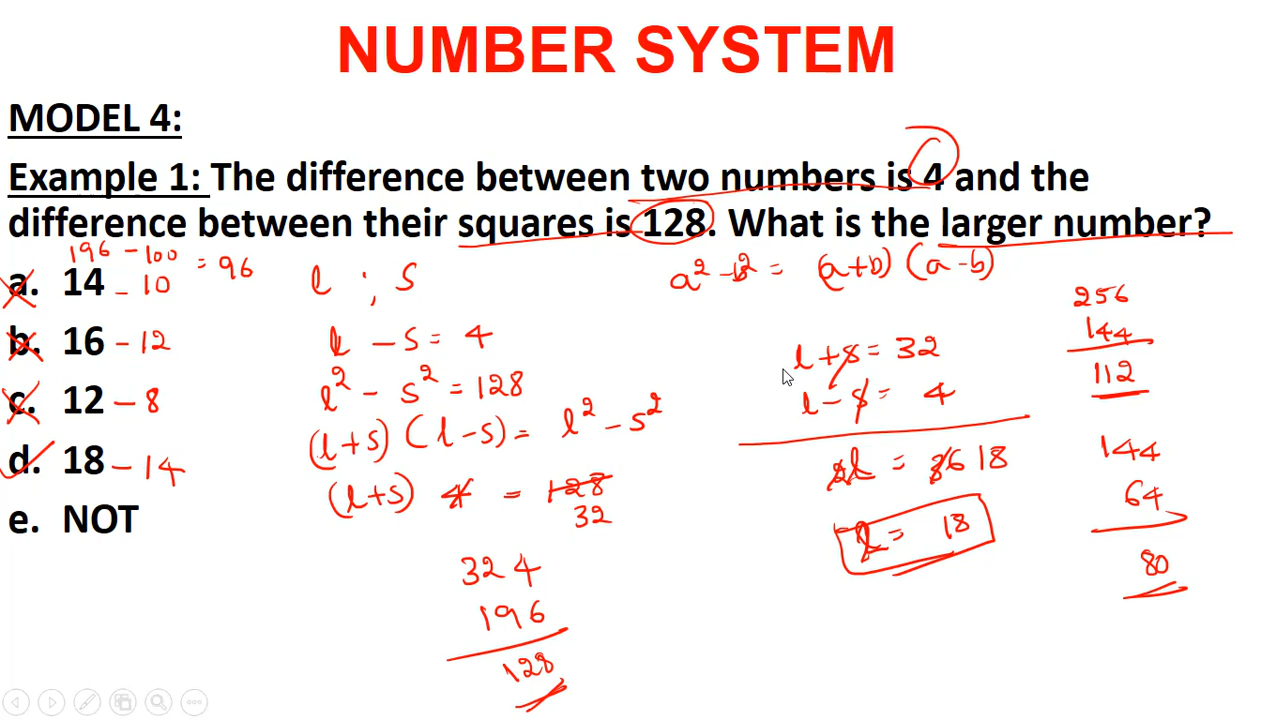 NUMBER SYSTEM
MODEL 4:
Example 1: The difference between two numbers is 4 and the
difference between their squares is 128. What is the larger number?
196 - 100 = 96
a. 14 - 10
b. 16 - 12
c. 12 - 8
d. 18 - 14
e. NOT
l ; S
l - S = 4
l² - S² = 128
(l+S) (l-S) = l² - S²
(l+S) 4 = 128
32
324
196
128
a² - b² = (a+b) (a-b)
l + s = 32
l - s = 4
2l = 36 18
l = 18
256
144
112
144
64
80